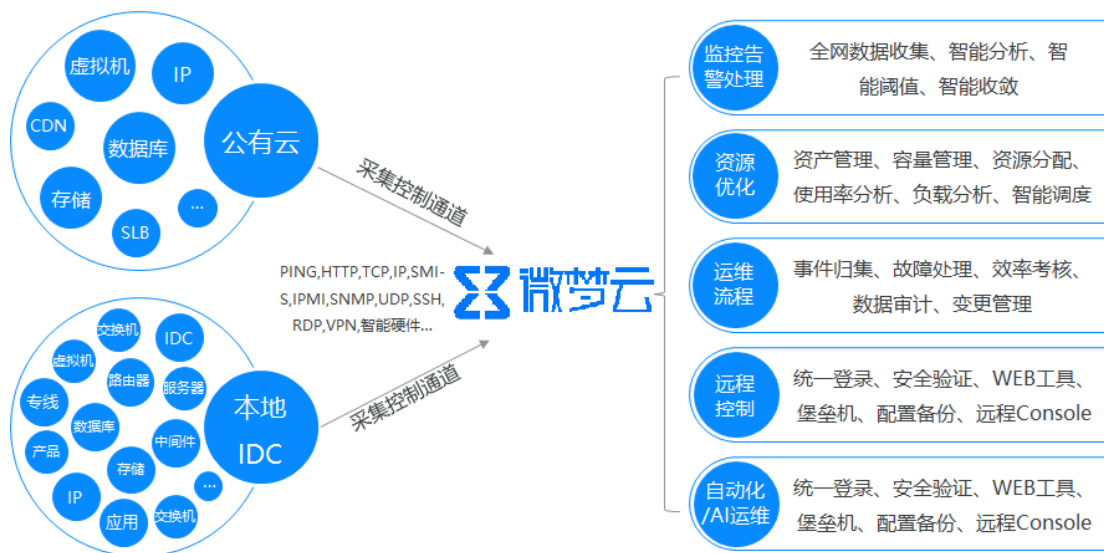 虚拟机
IP
CDN
数据库
公有云
存储
SLB
...
采集控制通道
PING,HTTP,TCP,IP,SMI-
S,IPMI,SNMP,UDP,SSH,
RDP,VPN,智能硬件...
微梦云
交换机
IDC
虚拟机
路由器
服务器
专线
数据库
本地
IDC
产品
中间件
存储
...
IP
应用
交换机
采集控制通道
监控告
警处理
全网数据收集、智能分析、智
能阈值、智能收敛
资源
优化
资产管理、容量管理、资源分配、
使用率分析、负载分析、智能调度
运维
流程
事件归集、故障处理、效率考核、
数据审计、变更管理
远程
控制
统一登录、安全验证、WEB工具、
堡垒机、配置备份、远程Console
自动化
/AI运维
统一登录、安全验证、WEB工具、
堡垒机、配置备份、远程Console